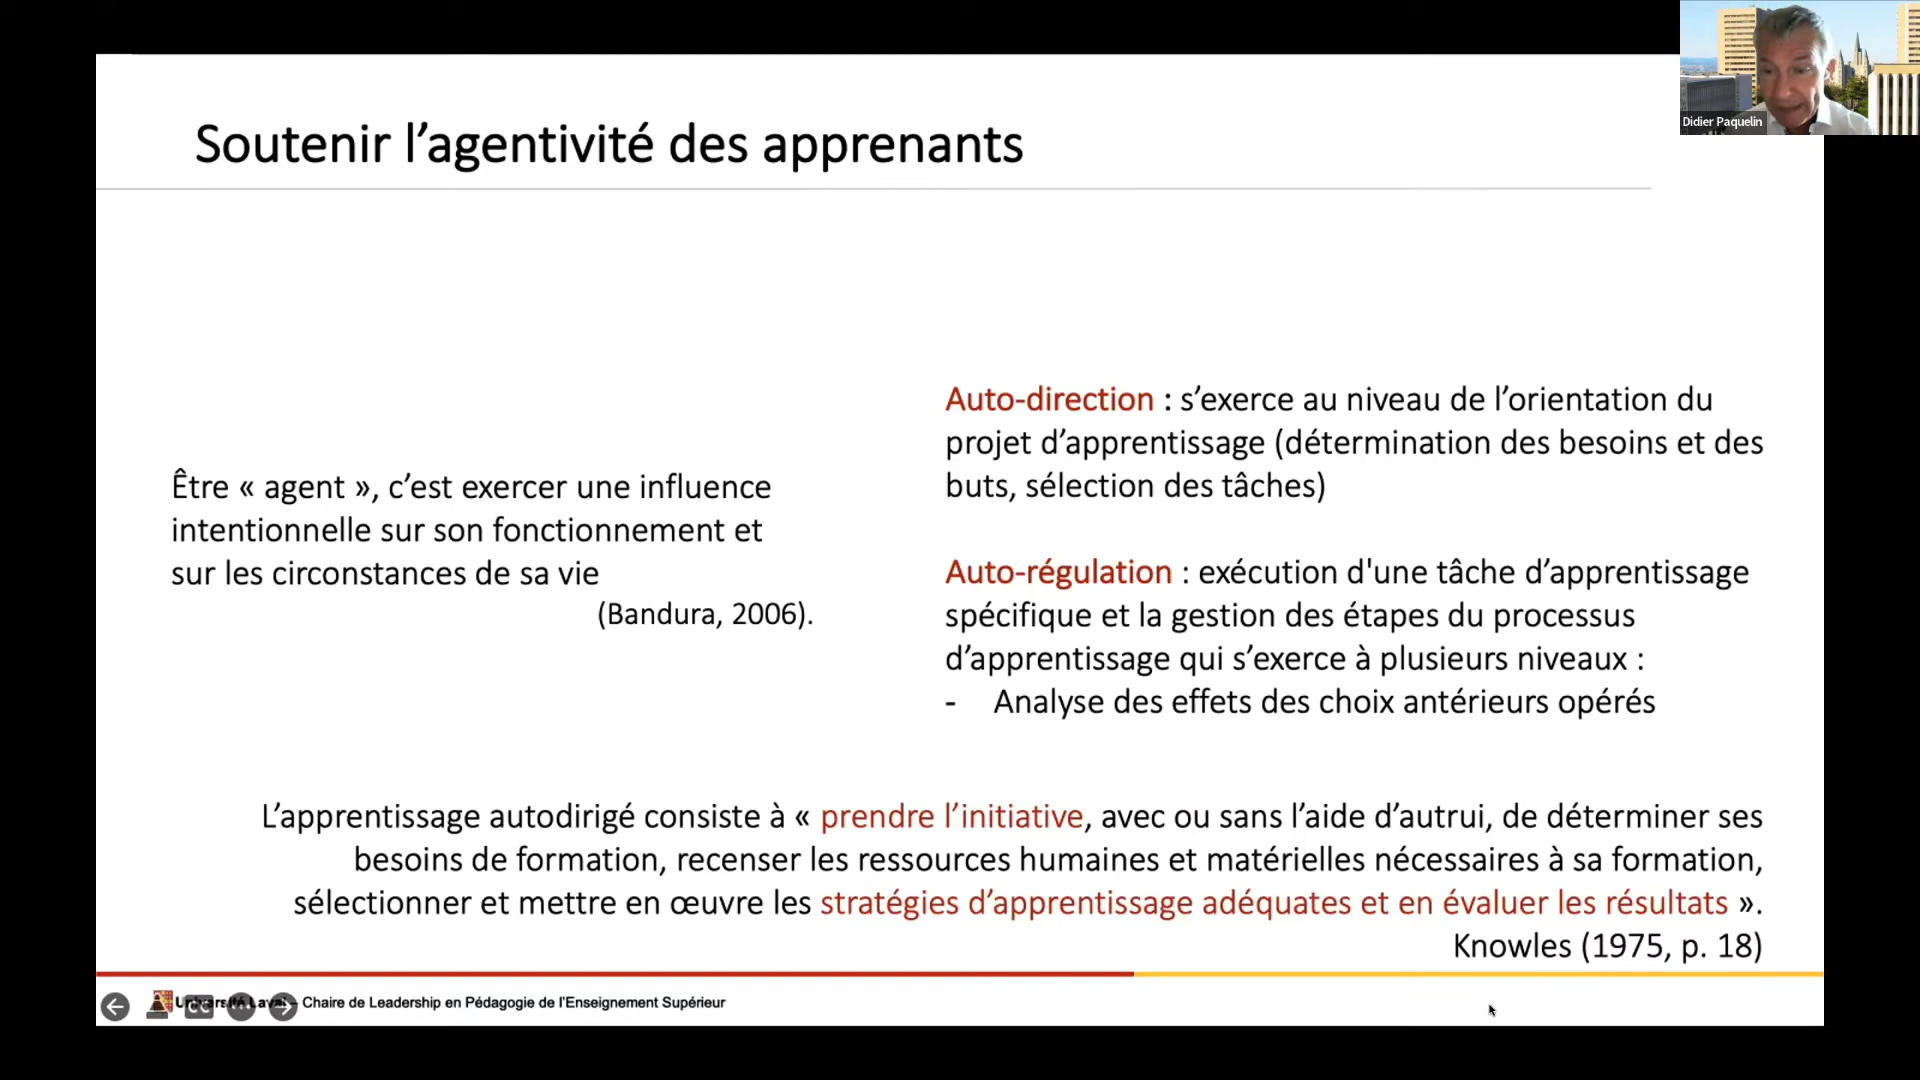 Didier Paquelin
Soutenir l’agentivité des apprenants
Être « agent », c’est exercer une influence
intentionnelle sur son fonctionnement et
sur les circonstances de sa vie
(Bandura, 2006).
Auto-direction : s’exerce au niveau de l’orientation du
projet d’apprentissage (détermination des besoins et des
buts, sélection des tâches)
Auto-régulation : exécution d'une tâche d’apprentissage
spécifique et la gestion des étapes du processus
d’apprentissage qui s’exerce à plusieurs niveaux :
- Analyse des effets des choix antérieurs opérés
L’apprentissage autodirigé consiste à « prendre l’initiative, avec ou sans l’aide d’autrui, de déterminer ses
besoins de formation, recenser les ressources humaines et matérielles nécessaires à sa formation,
sélectionner et mettre en œuvre les stratégies d’apprentissage adéquates et en évaluer les résultats ».
Knowles (1975, p. 18)
Université Laval – Chaire de Leadership en Pédagogie de l’Enseignement Supérieur
CC